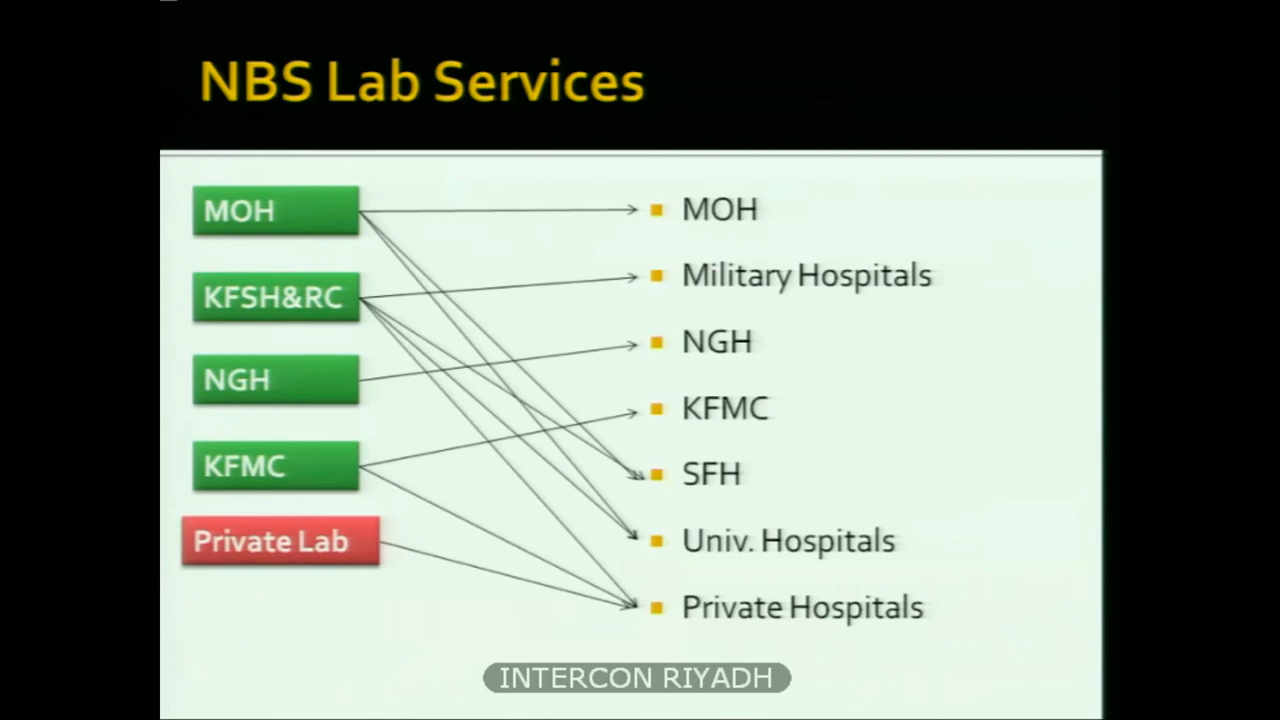 NBS Lab Services
MOH
KFSH&RC
NGH
KFMC
Private Lab
MOH
Military Hospitals
NGH
KFMC
SFH
Univ. Hospitals
Private Hospitals
INTERCON RIYADH